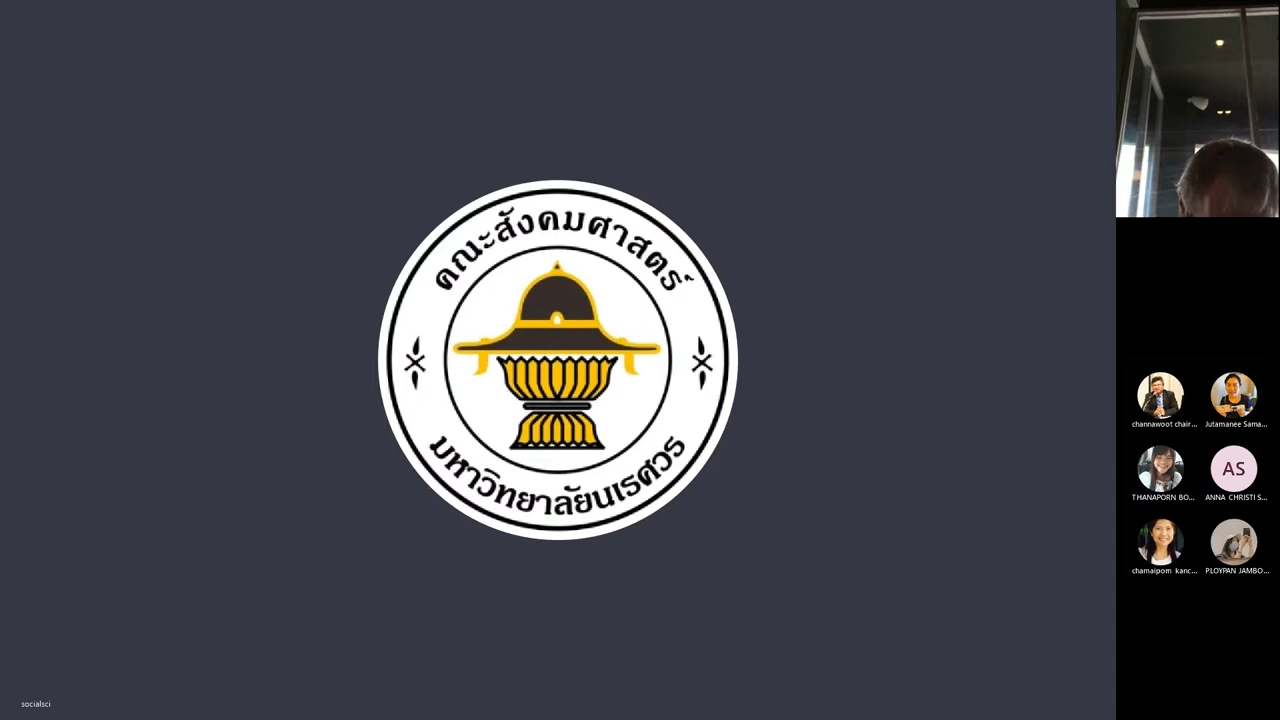 คณะสังคมศาสตร์
มหาวิทยาลัยนเรศวร
channawoot chair...
Jutamanee Sama...
THANAPORN BO...
AS
ANNA CHRISTI S...
chamaiporn kanc...
PLOYPAN JAMBO...
socialsci